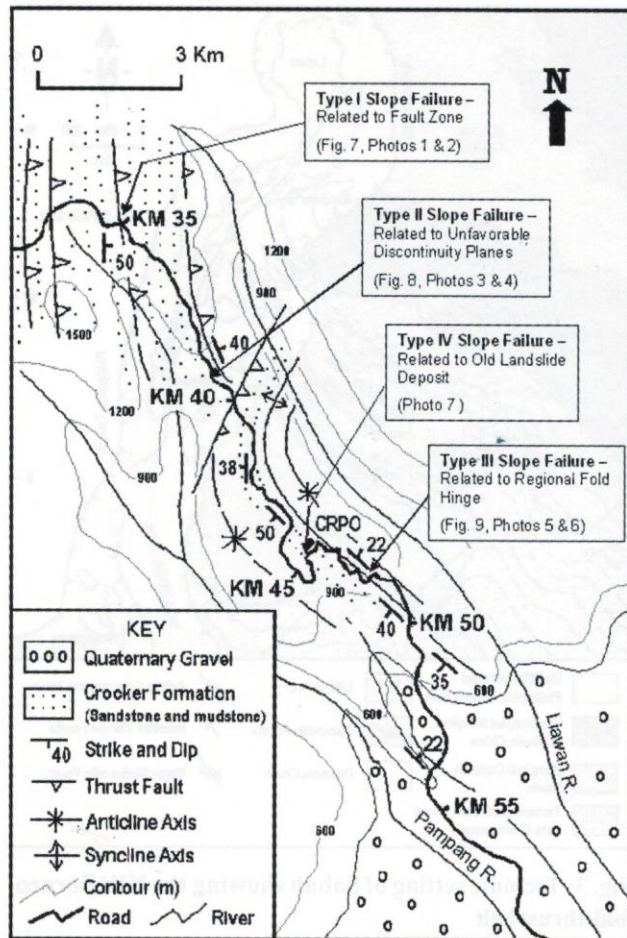 0 3 Km
N
Type I Slope Failure –
Related to Fault Zone
(Fig. 7, Photos 1 & 2)
KM 35
50
Type II Slope Failure –
Related to Unfavorable
Discontinuity Planes
(Fig. 8, Photos 3 & 4)
1200
900
1500
40
Type IV Slope Failure –
Related to Old Landslide
Deposit
(Photo 7 )
KM 40
1200
900
38
Type III Slope Failure –
Related to Regional Fold
Hinge
(Fig. 9, Photos 5 & 6)
50
CRPO
22
KM 45
900
40
KM 50
35
600
600
22
Liawan R.
KM 55
Pampang R.
600
KEY
Quaternary Gravel
Crocker Formation
(Sandstone and mudstone)
40
Strike and Dip
Thrust Fault
Anticline Axis
Syncline Axis
Contour (m)
Road
River